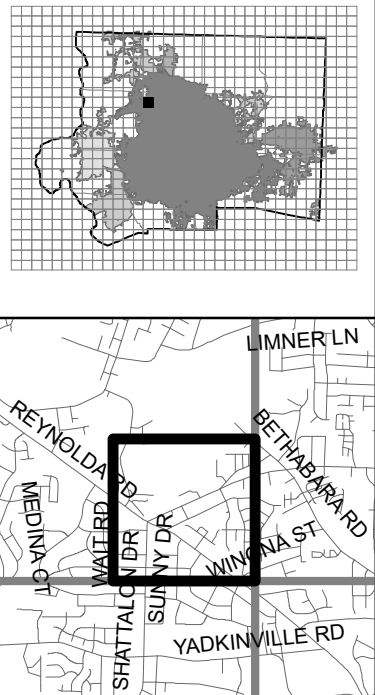 LIMNER LN
REYNOLDA RD
BETHABARA RD
MEDINA CT
WAIT RD
SHATTALON DR
SUNNY DR
WINONA ST
YADKINVILLE RD